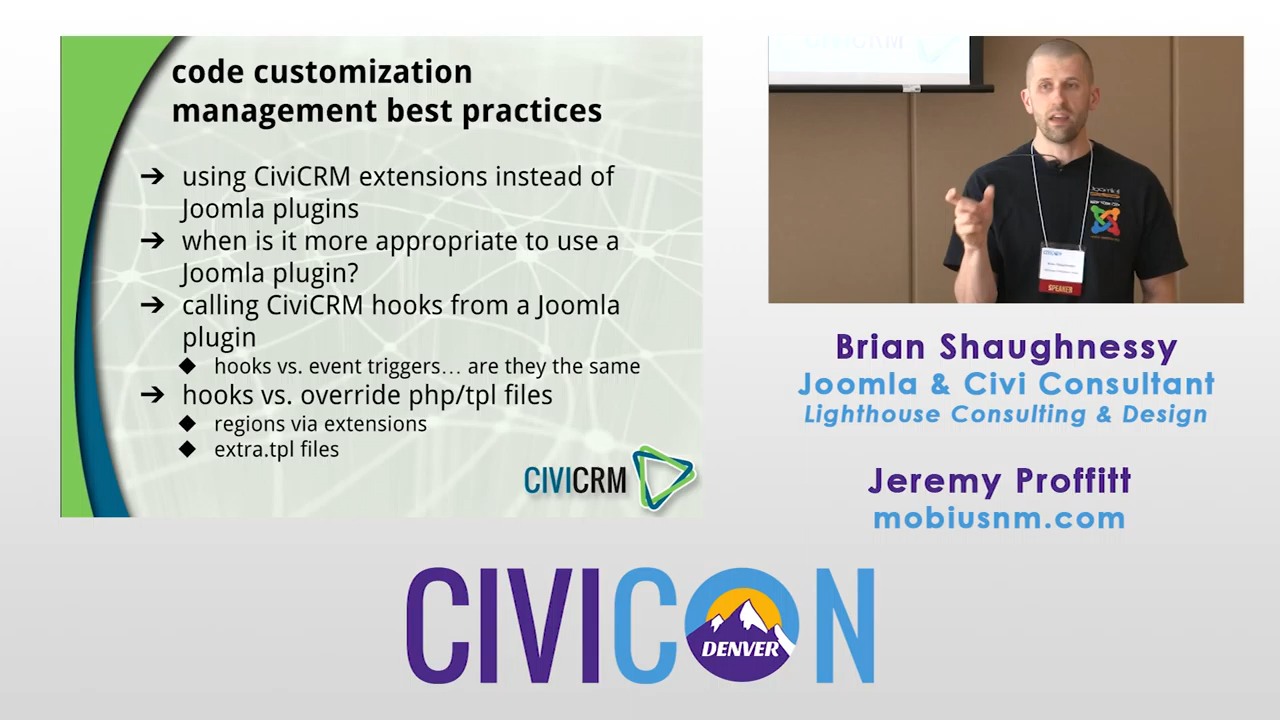 code customization
management best practices
➔ using CiviCRM extensions instead of
Joomla plugins
➔ when is it more appropriate to use a
Joomla plugin?
➔ calling CiviCRM hooks from a Joomla
plugin
◆ hooks vs. event triggers... are they the same
➔ hooks vs. override php/tpl files
◆ regions via extensions
◆ extra.tpl files
CIVICRM
CIVICON
SPEAKER
Brian Shaughnessy
Joomla & Civi Consultant
Lighthouse Consulting & Design
Jeremy Proffitt
mobiusnm.com
CIVICON
DENVER